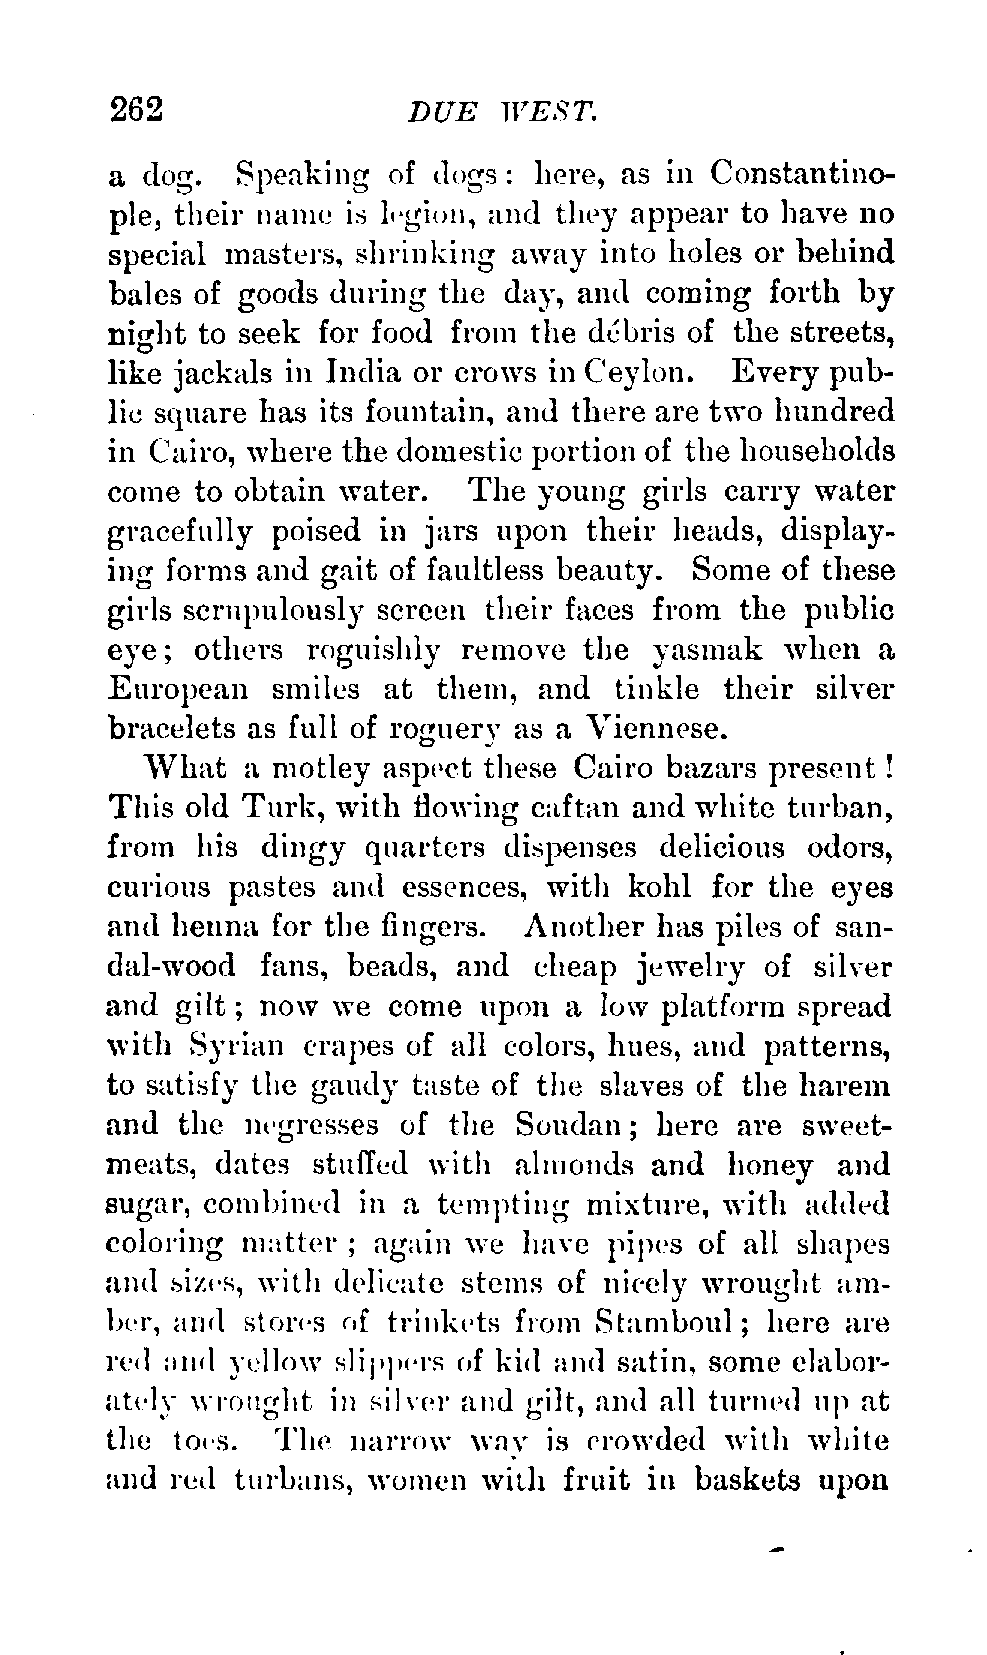 262 DUE WEST.
a dog. Speaking of dogs: here, as in Constantino-
ple, their name is legion, and they appear to have no
special masters, shrinking away into holes or behind
bales of goods during the day, and coming forth by
night to seek for food from the débris of the streets,
like jackals in India or crows in Ceylon. Every pub-
lic square has its fountain, and there are two hundred
in Cairo, where the domestic portion of the households
come to obtain water. The young girls carry water
gracefully poised in jars upon their heads, display-
ing forms and gait of faultless beauty. Some of these
girls scrupulously screen their faces from the public
eye; others roguishly remove the yasmak when a
European smiles at them, and tinkle their silver
bracelets as full of roguery as a Viennese.
What a motley aspect these Cairo bazars present!
This old Turk, with flowing caftan and white turban,
from his dingy quarters dispenses delicious odors,
curious pastes and essences, with kohl for the eyes
and henna for the fingers. Another has piles of san-
dal-wood fans, beads, and cheap jewelry of silver
and gilt; now we come upon a low platform spread
with Syrian crapes of all colors, hues, and patterns,
to satisfy the gaudy taste of the slaves of the harem
and the negresses of the Soudan; here are sweet-
meats, dates stuffed with almonds and honey and
sugar, combined in a tempting mixture, with added
coloring matter; again we have pipes of all shapes
and sizes, with delicate stems of nicely wrought am-
ber, and stores of trinkets from Stamboul; here are
red and yellow slippers of kid and satin, some elabor-
ately wrought in silver and gilt, and all turned up at
the toes. The narrow way is crowded with white
and red turbans, women with fruit in baskets upon